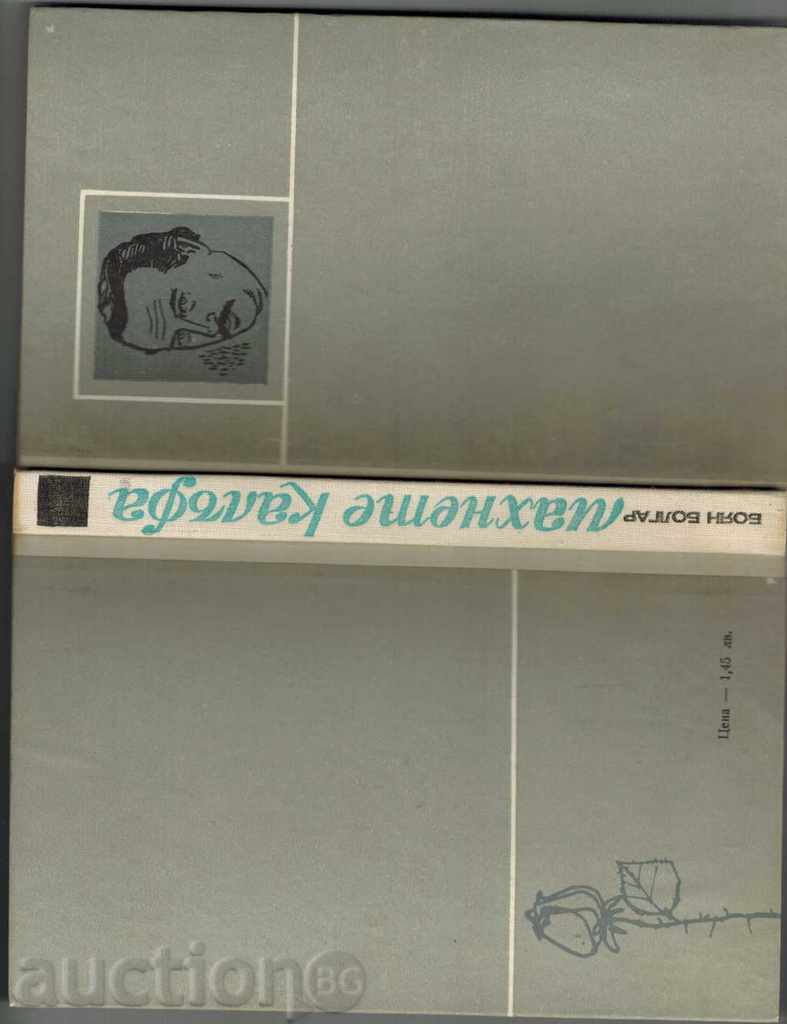 БОЯН БОЛГАР
махнете калъфа
Цена — 1,45 лв.
auctionBG